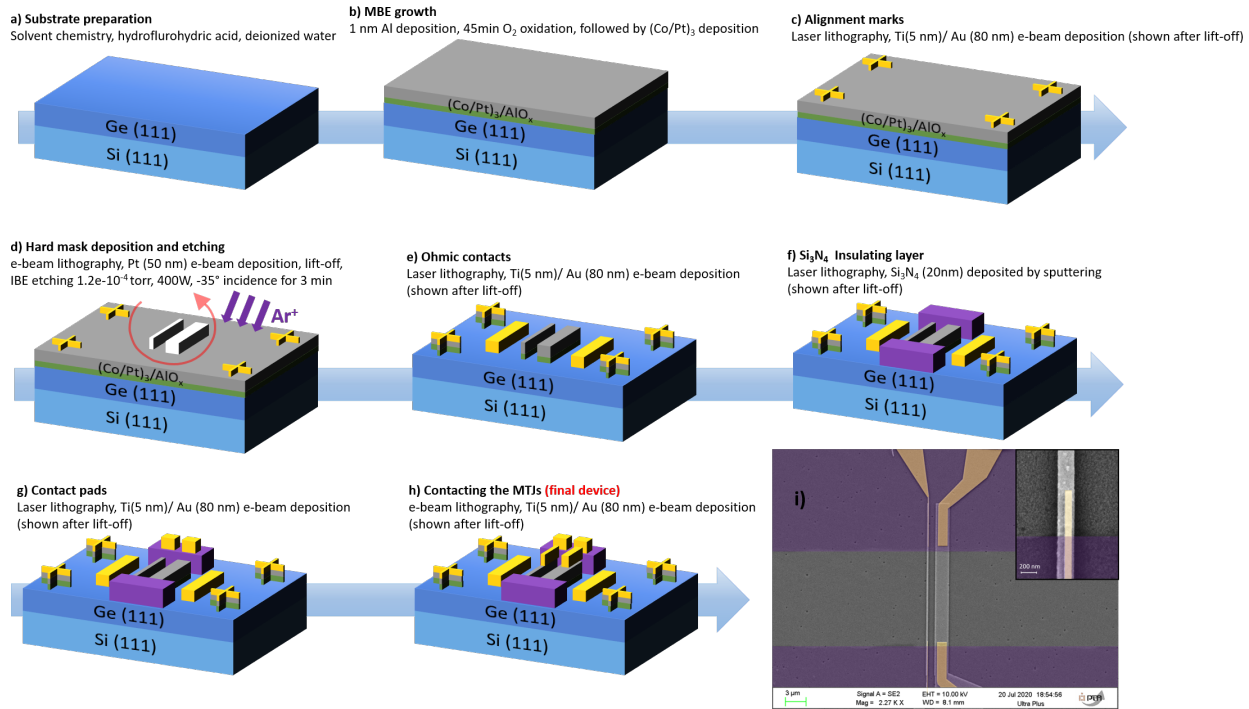 a) Substrate preparation
Solvent chemistry, hydroflurohydric acid, deionized water
Ge (111)
Si (111)
b) MBE growth
1 nm Al deposition, 45min O₂ oxidation, followed by (Co/Pt)₃ deposition
(Co/Pt)₃/AlOₓ
Ge (111)
Si (111)
c) Alignment marks
Laser lithography, Ti(5 nm)/ Au (80 nm) e-beam deposition (shown after lift-off)
(Co/Pt)₃/AlOₓ
Ge (111)
Si (111)
d) Hard mask deposition and etching
e-beam lithography, Pt (50 nm) e-beam deposition, lift-off,
IBE etching 1.2e-10⁻⁴ torr, 400W, -35° incidence for 3 min
Ar⁺
(Co/Pt)₃/AlOₓ
Ge (111)
Si (111)
e) Ohmic contacts
Laser lithography, Ti(5 nm)/ Au (80 nm) e-beam deposition
(shown after lift-off)
Ge (111)
Si (111)
f) Si₃N₄ Insulating layer
Laser lithography, Si₃N₄ (20nm) deposited by sputtering
(shown after lift-off)
Ge (111)
Si (111)
g) Contact pads
Laser lithography, Ti(5 nm)/ Au (80 nm) e-beam deposition
(shown after lift-off)
Ge (111)
Si (111)
h) Contacting the MTJs (final device)
e-beam lithography, Ti(5 nm)/ Au (80 nm) e-beam deposition
(shown after lift-off)
Ge (111)
Si (111)
i)
200 nm
3 µm
Signal A = SE2
Mag = 2.27 K X
EHT = 10.00 kV
WD = 8.1 mm
20 Jul 2020 18:54:56
Ultra Plus